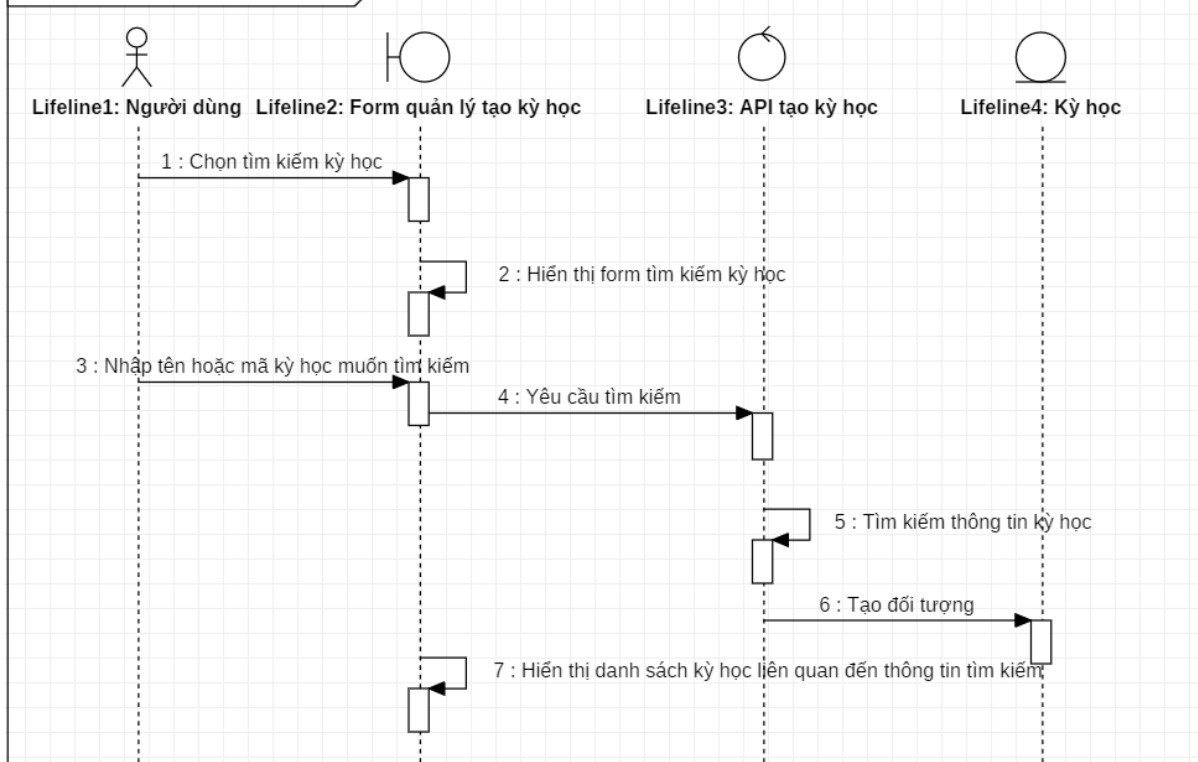 Lifeline1: Người dùng
Lifeline2: Form quản lý tạo kỳ học
Lifeline3: API tạo kỳ học
Lifeline4: Kỳ học
1 : Chọn tìm kiếm kỳ học
2 : Hiển thị form tìm kiếm kỳ học
3 : Nhập tên hoặc mã kỳ học muốn tìm kiếm
4 : Yêu cầu tìm kiếm
5 : Tìm kiếm thông tin kỳ học
6 : Tạo đối tượng
7 : Hiển thị danh sách kỳ học liên quan đến thông tin tìm kiếm